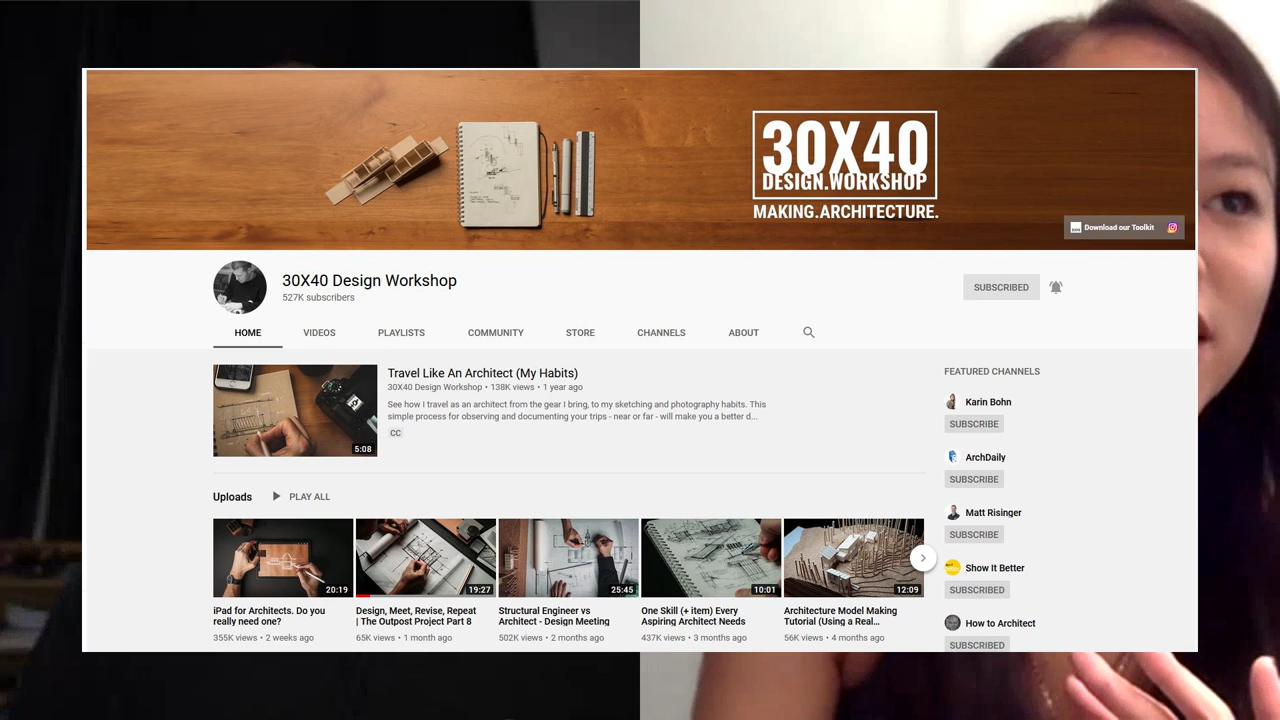 30X40
DESIGN.WORKSHOP
MAKING.ARCHITECTURE.
Download our Toolkit
30X40 Design Workshop
527K subscribers
SUBSCRIBED
HOME VIDEOS PLAYLISTS COMMUNITY STORE CHANNELS ABOUT
Travel Like An Architect (My Habits)
30X40 Design Workshop • 138K views • 1 year ago
See how I travel as an architect from the gear I bring, to my sketching and photography habits. This
simple process for observing and documenting your trips - near or far - will make you a better d...
CC
5:08
FEATURED CHANNELS
Karin Bohn
SUBSCRIBE
ArchDaily
SUBSCRIBE
Matt Risinger
SUBSCRIBE
Show It Better
SUBSCRIBED
How to Architect
SUBSCRIBED
Uploads PLAY ALL
20:19
iPad for Architects. Do you
really need one?
355K views • 2 weeks ago
19:27
Design, Meet, Revise, Repeat
| The Outpost Project Part 8
65K views • 1 month ago
25:45
Structural Engineer vs
Architect - Design Meeting
502K views • 2 months ago
10:01
One Skill (+ item) Every
Aspiring Architect Needs
437K views • 3 months ago
12:09
Architecture Model Making
Tutorial (Using a Real...
56K views • 4 months ago